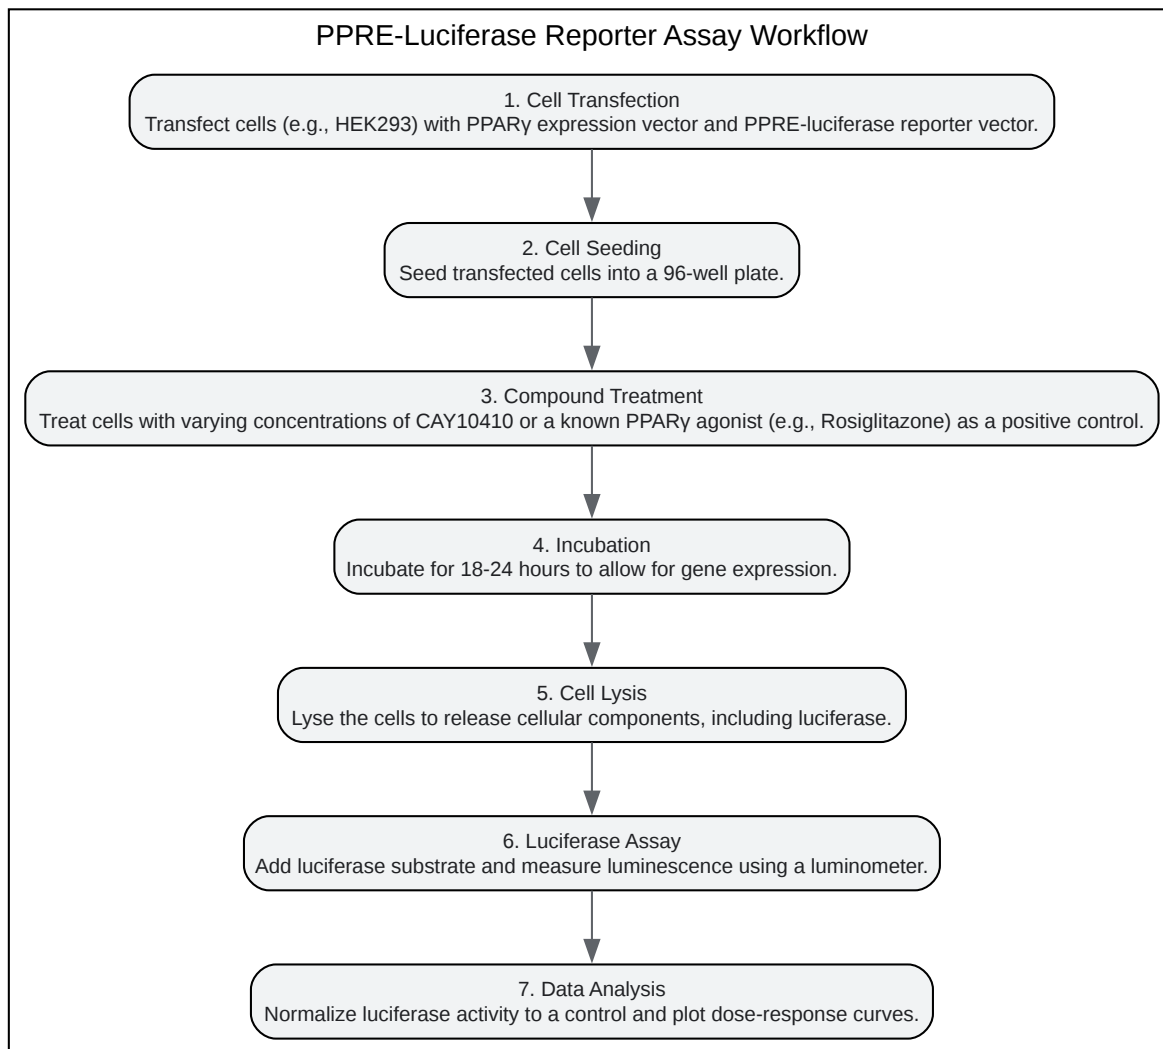 PPRE-Luciferase Reporter Assay Workflow
1. Cell Transfection
Transfect cells (e.g., HEK293) with PPARγ expression vector and PPRE-luciferase reporter vector.
2. Cell Seeding
Seed transfected cells into a 96-well plate.
3. Compound Treatment
Treat cells with varying concentrations of CAY10410 or a known PPARγ agonist (e.g., Rosiglitazone) as a positive control.
4. Incubation
Incubate for 18-24 hours to allow for gene expression.
5. Cell Lysis
Lyse the cells to release cellular components, including luciferase.
6. Luciferase Assay
Add luciferase substrate and measure luminescence using a luminometer.
7. Data Analysis
Normalize luciferase activity to a control and plot dose-response curves.